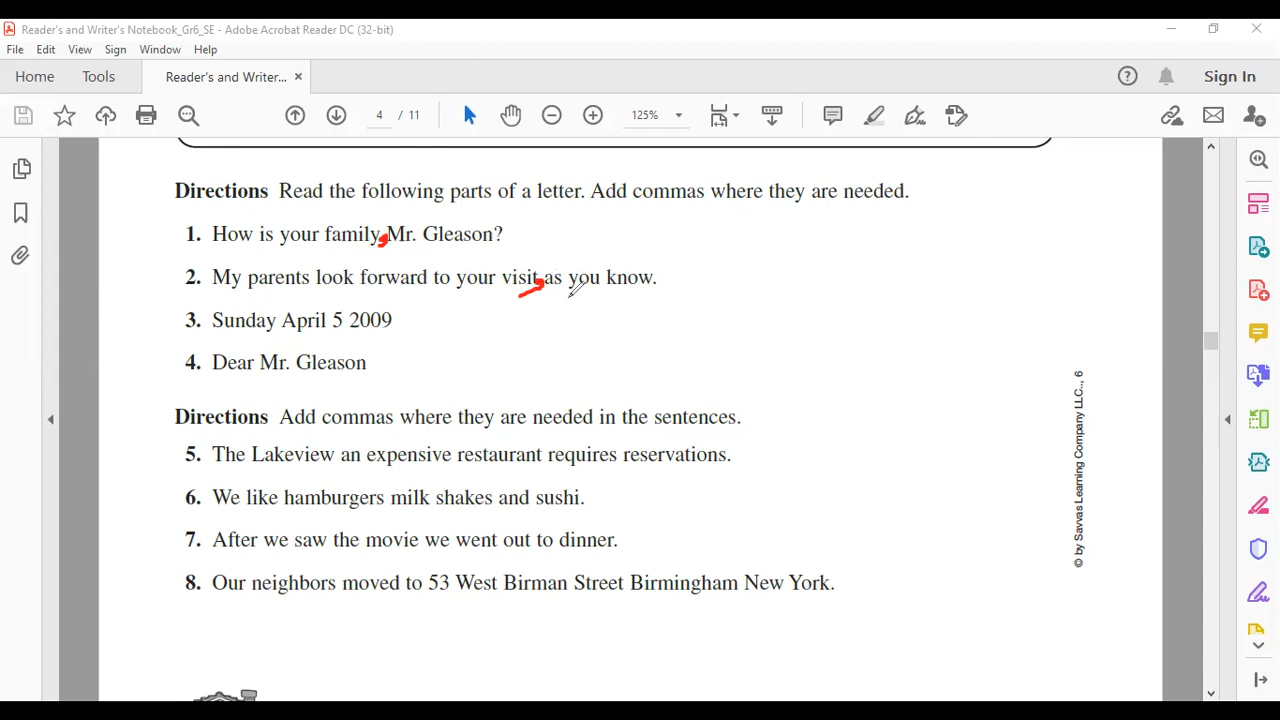 Reader's and Writer's Notebook_Gr6_SE - Adobe Acrobat Reader DC (32-bit)
File Edit View Sign Window Help
Home Tools Reader's and Writer... × Sign In
4 / 11 125%
Directions Read the following parts of a letter. Add commas where they are needed.
1. How is your family, Mr. Gleason?
2. My parents look forward to your visit, as you know.
3. Sunday April 5 2009
4. Dear Mr. Gleason
Directions Add commas where they are needed in the sentences.
5. The Lakeview an expensive restaurant requires reservations.
6. We like hamburgers milk shakes and sushi.
7. After we saw the movie we went out to dinner.
8. Our neighbors moved to 53 West Birman Street Birmingham New York.
© by Savvas Learning Company LLC.., 6